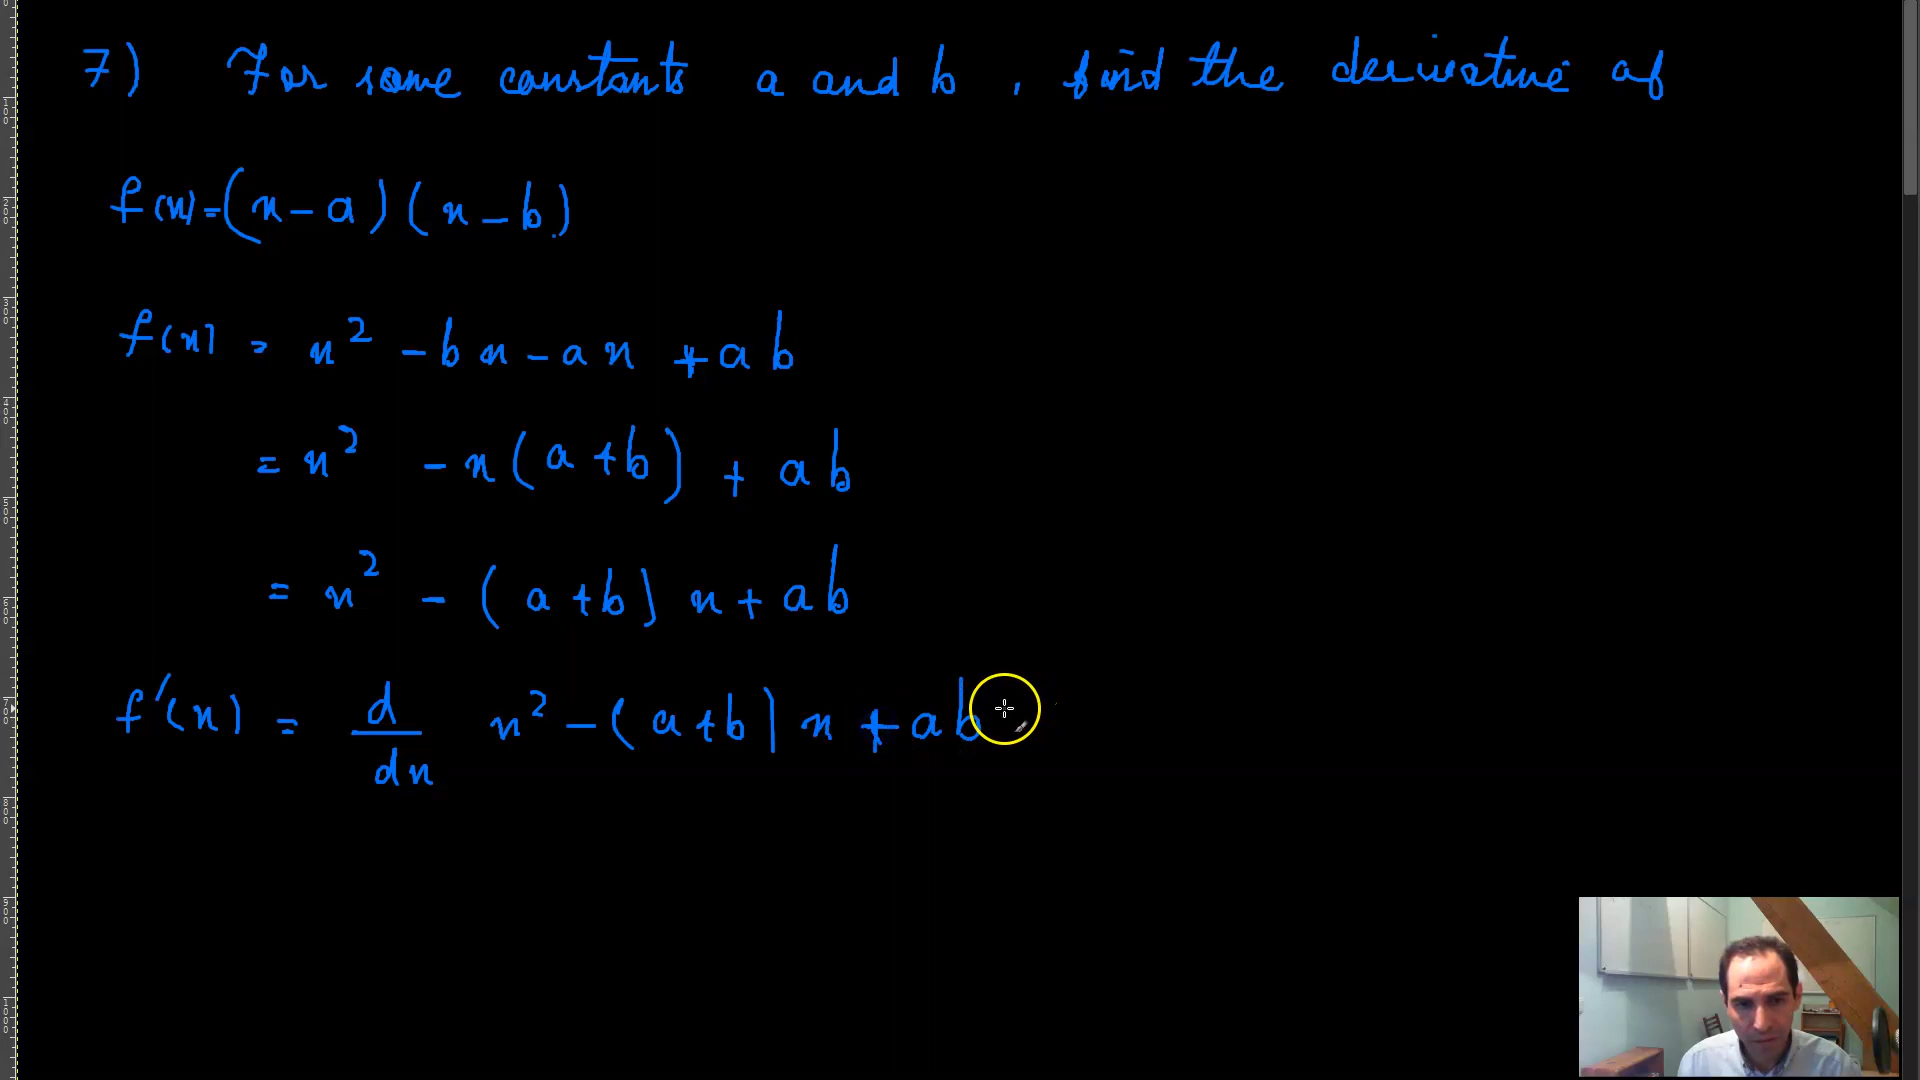 7) For some constants a and b , find the derivative of
f(x)=(x-a)(x-b)
f(x) = x² -bx-ax +ab
= x² -x(a+b) + ab
= x² - (a+b) x+ab
f'(x) = d/dx x²-(a+b)x+ab